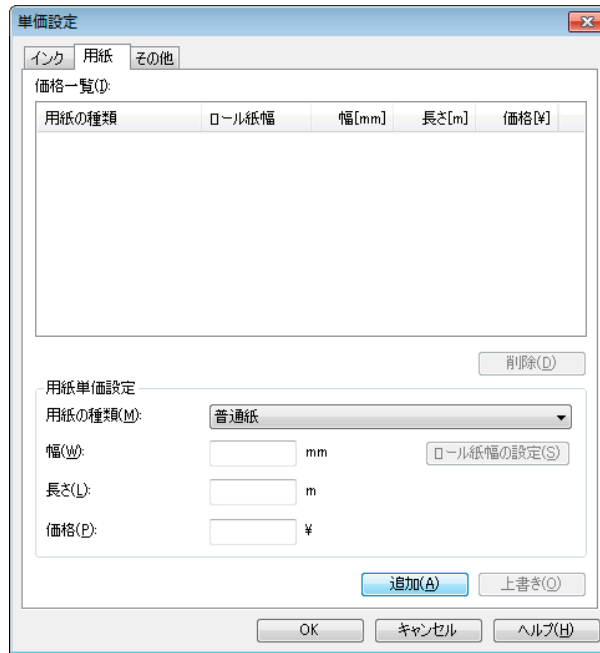 単価設定
インク 用紙 その他
価格一覧(I):
用紙の種類 ロール紙幅 幅[mm] 長さ[m] 価格[¥]
削除(D)
用紙単価設定
用紙の種類(M): 普通紙
幅(W): mm ロール紙幅の設定(S)
長さ(L): m
価格(P): ¥
追加(A) 上書き(O)
OK キャンセル ヘルプ(H)